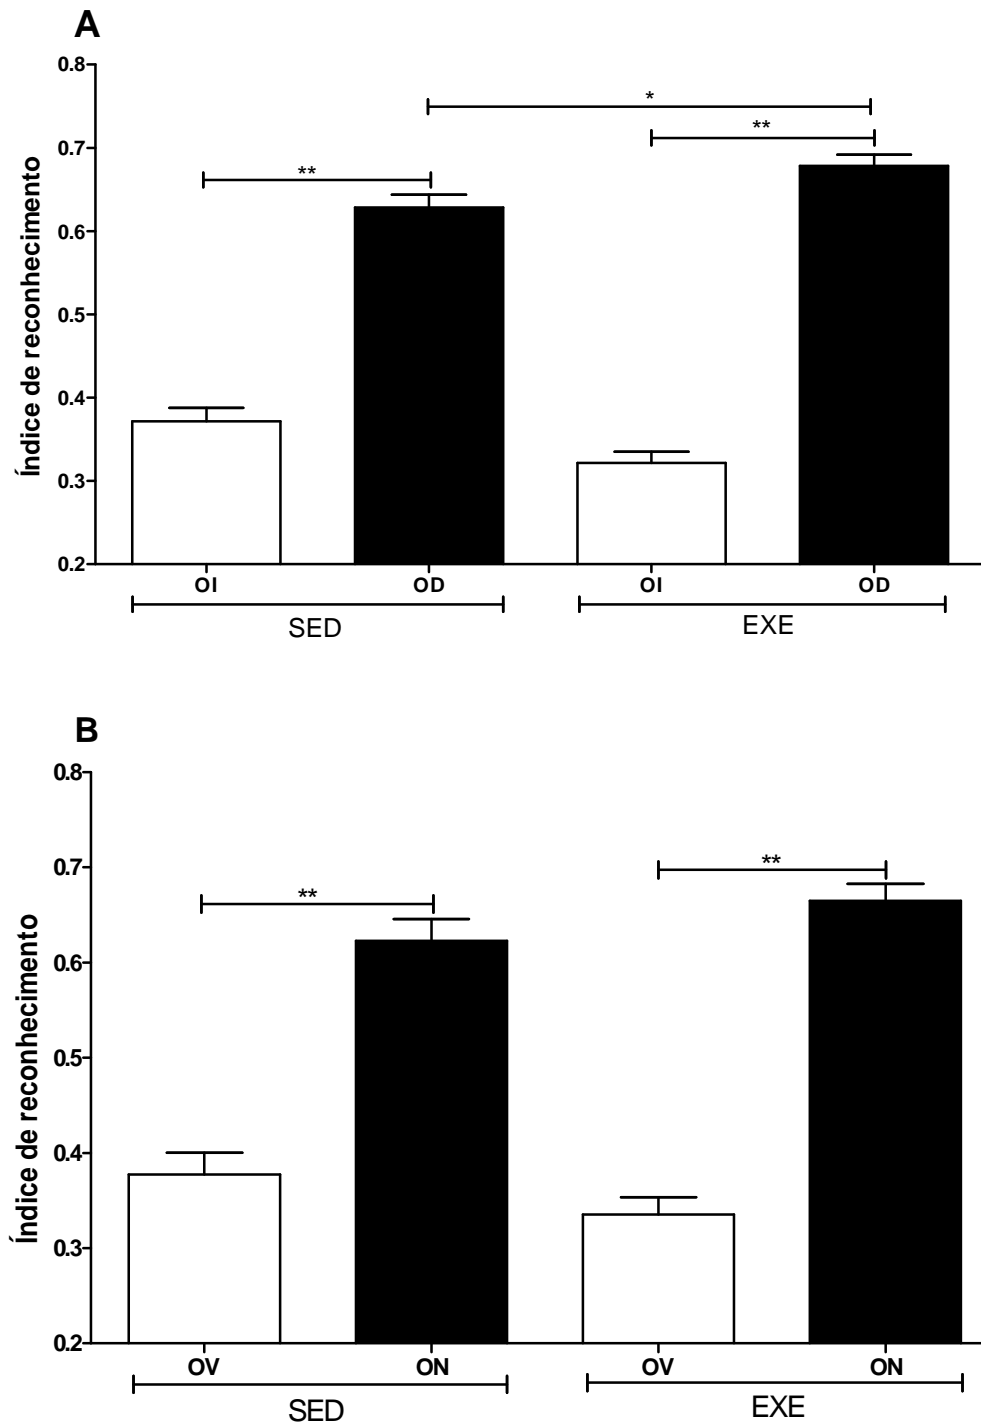 A
Índice de reconhecimento
0.8
0.7
0.6
0.5
0.4
0.3
0.2
*
**
**
OI OD OI OD
SED EXE
B
Índice de reconhecimento
0.8
0.7
0.6
0.5
0.4
0.3
0.2
**
**
OV ON OV ON
SED EXE